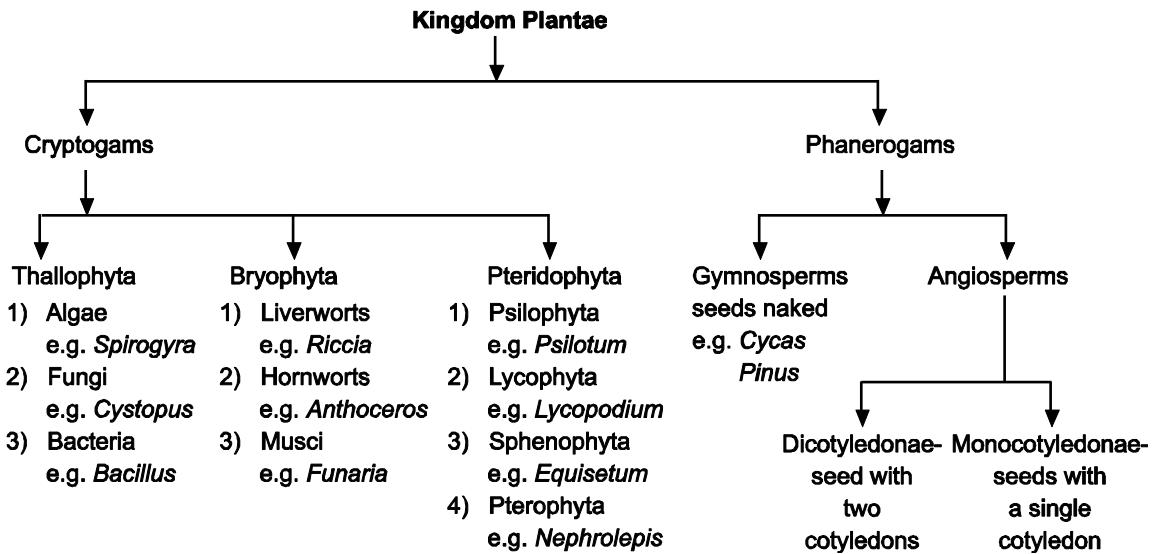 Kingdom Plantae
Cryptogams
Phanerogams
Thallophyta
1) Algae
e.g. Spirogyra
2) Fungi
e.g. Cystopus
3) Bacteria
e.g. Bacillus
Bryophyta
1) Liverworts
e.g. Riccia
2) Hornworts
e.g. Anthoceros
3) Musci
e.g. Funaria
Pteridophyta
1) Psilophyta
e.g. Psilotum
2) Lycophyta
e.g. Lycopodium
3) Sphenophyta
e.g. Equisetum
4) Pterophyta
e.g. Nephrolepis
Gymnosperms
seeds naked
e.g. Cycas
Pinus
Angiosperms
Dicotyledonae-
seed with
two
cotyledons
Monocotyledonae-
seeds with
a single
cotyledon